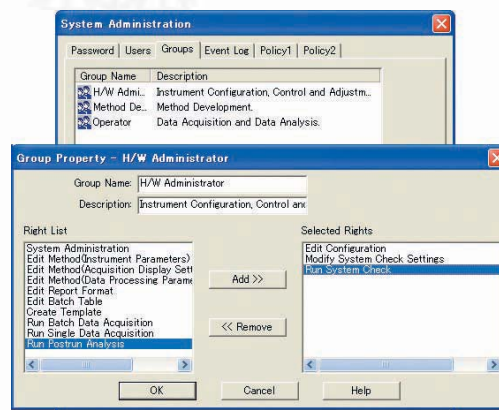 System Administration
Password Users Groups Event Log Policy1 Policy2
Group Name Description
H/W Admi... Instrument Configuration, Control and Adjustm...
Method De... Method Development.
Operator Data Acquisition and Data Analysis.
Group Property - H/W Administrator
Group Name: H/W Administrator
Description: Instrument Configuration, Control and
Right List
System Administration
Edit Method(Instrument Parameters)
Edit Method(Acquisition Display Sett
Edit Method(Data Processing Parame
Edit Report Format
Edit Batch Table
Create Template
Run Batch Data Acquisition
Run Single Data Acquisition
Run Postrun Analysis
Add >>
<< Remove
Selected Rights
Edit Configuration
Modify System Check Settings
Run System Check
OK Cancel Help